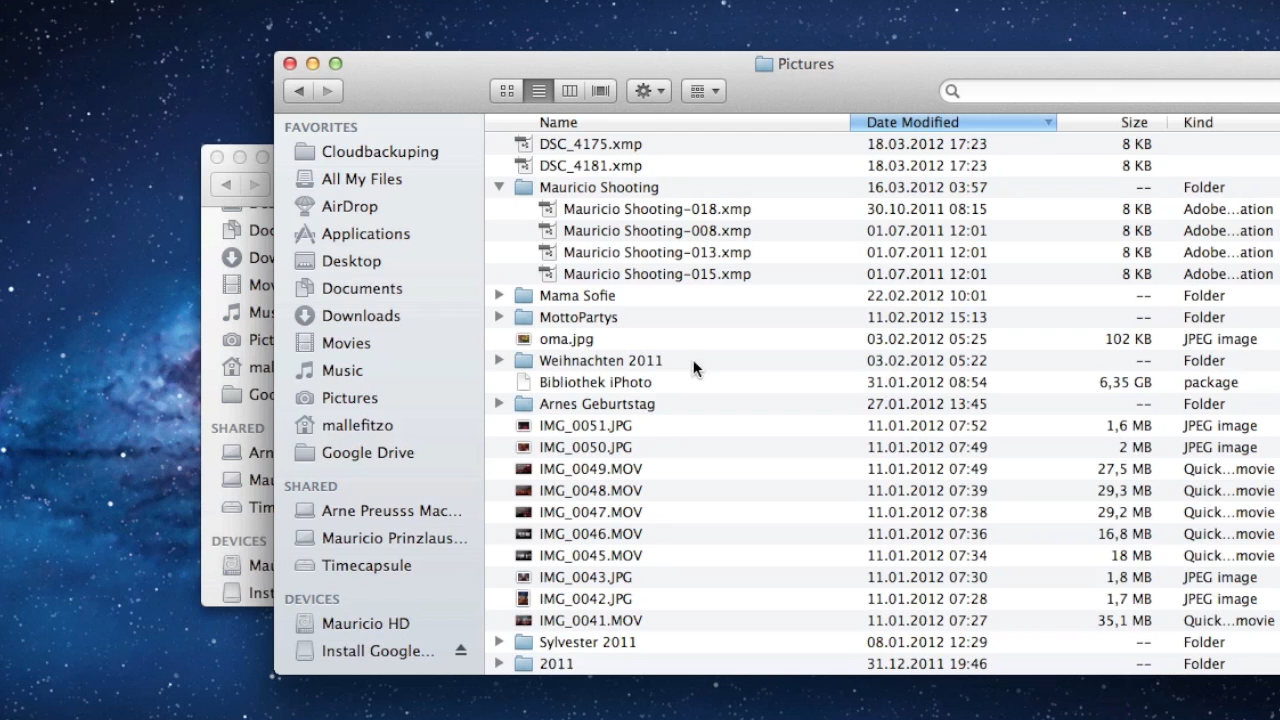 Pictures
Name Date Modified Size Kind
FAVORITES
Cloudbackuping
All My Files
AirDrop
Applications
Desktop
Documents
Downloads
Movies
Music
Pictures
mallefitzo
Google Drive
SHARED
Arne Preusss Mac...
Mauricio Prinzlaus...
Timecapsule
DEVICES
Mauricio HD
Install Google...
DSC_4175.xmp 18.03.2012 17:23 8 KB
DSC_4181.xmp 18.03.2012 17:23 8 KB
Mauricio Shooting 16.03.2012 03:57 -- Folder
Mauricio Shooting-018.xmp 30.10.2011 08:15 8 KB Adobe...ation
Mauricio Shooting-008.xmp 01.07.2011 12:01 8 KB Adobe...ation
Mauricio Shooting-013.xmp 01.07.2011 12:01 8 KB Adobe...ation
Mauricio Shooting-015.xmp 01.07.2011 12:01 8 KB Adobe...ation
Mama Sofie 22.02.2012 10:01 -- Folder
MottoPartys 11.02.2012 15:13 -- Folder
oma.jpg 03.02.2012 05:25 102 KB JPEG image
Weihnachten 2011 03.02.2012 05:22 -- Folder
Bibliothek iPhoto 31.01.2012 08:54 6,35 GB package
Arnes Geburtstag 27.01.2012 13:45 -- Folder
IMG_0051.JPG 11.01.2012 07:52 1,6 MB JPEG image
IMG_0050.JPG 11.01.2012 07:49 2 MB JPEG image
IMG_0049.MOV 11.01.2012 07:49 27,5 MB Quick...movie
IMG_0048.MOV 11.01.2012 07:39 29,3 MB Quick...movie
IMG_0047.MOV 11.01.2012 07:38 29,2 MB Quick...movie
IMG_0046.MOV 11.01.2012 07:36 16,8 MB Quick...movie
IMG_0045.MOV 11.01.2012 07:34 18 MB Quick...movie
IMG_0043.JPG 11.01.2012 07:30 1,8 MB JPEG image
IMG_0042.JPG 11.01.2012 07:28 1,7 MB JPEG image
IMG_0041.MOV 11.01.2012 07:27 35,1 MB Quick...movie
Sylvester 2011 08.01.2012 12:29 -- Folder
2011 31.12.2011 19:46 -- Folder
Doc
Dow
Mov
Mus
Pict
mal
Goo
SHARED
Arn
Mau
Tim
DEVICES
Mau
Inst